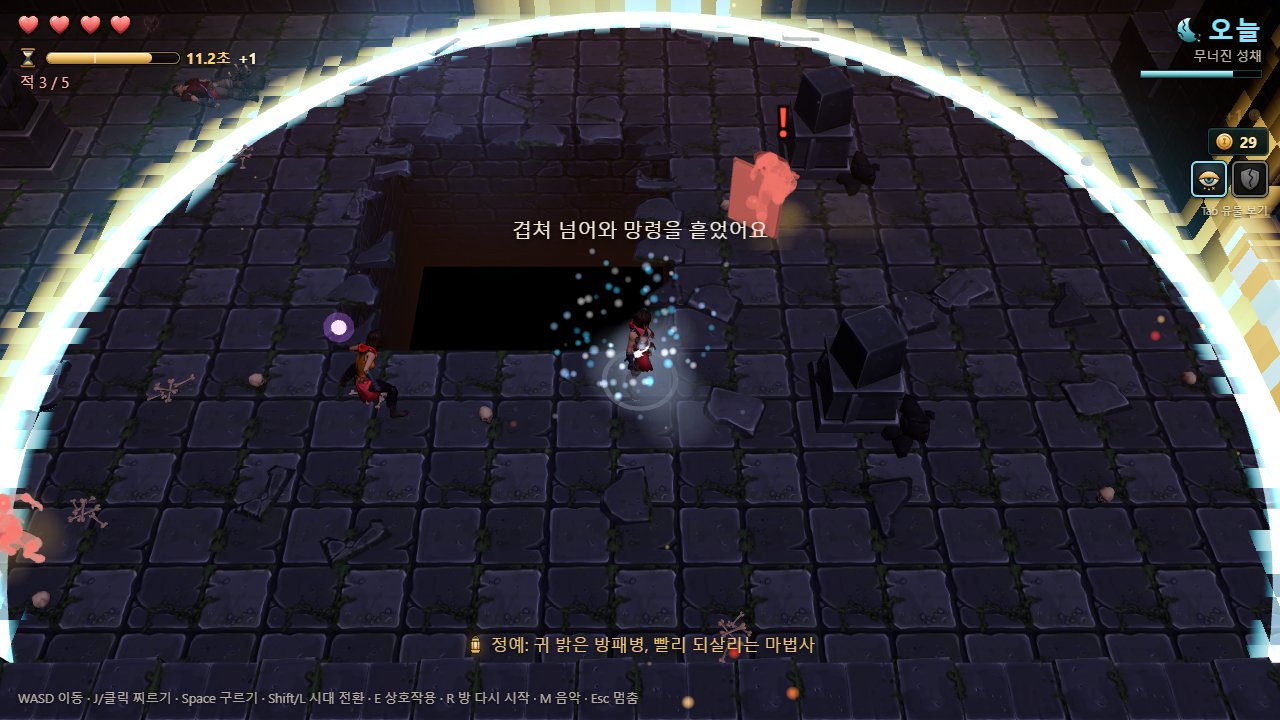 11.2초 +1
적 3 / 5
오늘
무너진 성채
29
Tab 유물 보기
!
겹쳐 넘어와 망령을 흩었어요
정예: 귀 밝은 방패병, 빨리 되살리는 마법사
WASD 이동 · J/클릭 찌르기 · Space 구르기 · Shift/L 시대 전환 · E 상호작용 · R 방 다시 시작 · M 음악 · Esc 멈춤